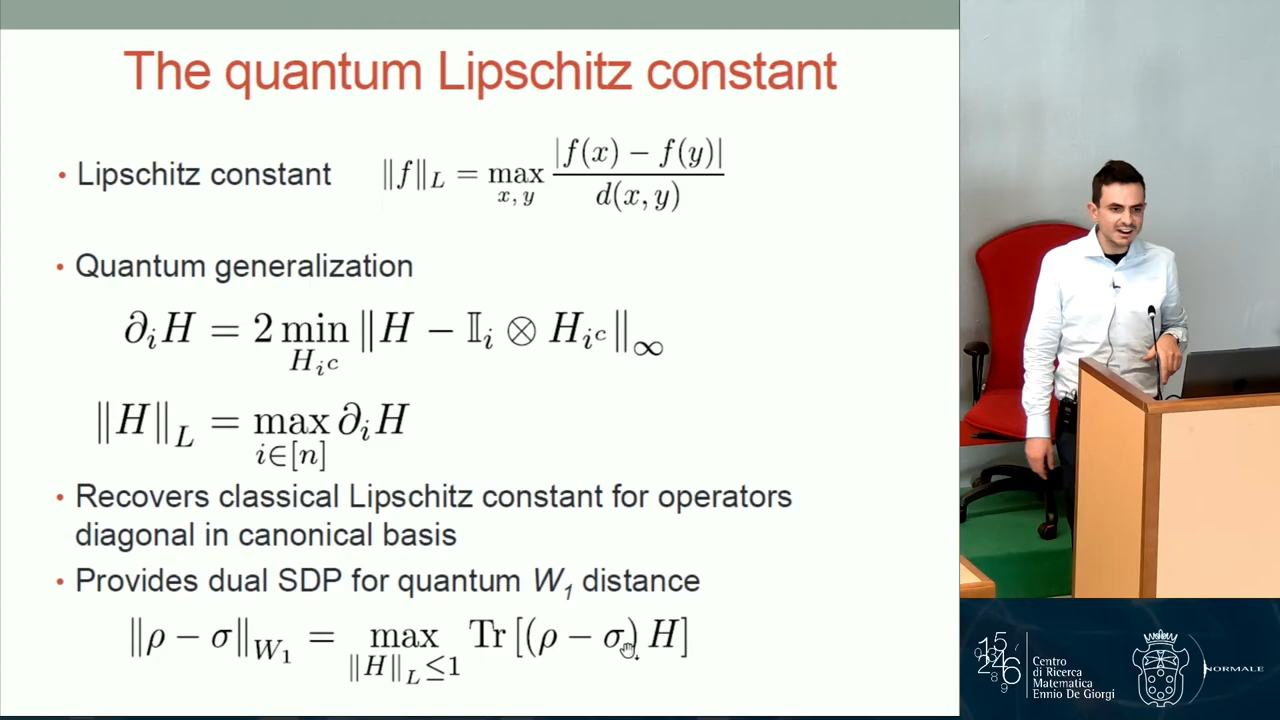 The quantum Lipschitz constant
• Lipschitz constant ‖f‖_L = max_{x,y} |f(x) − f(y)| / d(x,y)
• Quantum generalization
∂_i H = 2 min_{H_{i^c}} ‖H − 𝕀_i ⊗ H_{i^c}‖_∞
‖H‖_L = max_{i∈[n]} ∂_i H
• Recovers classical Lipschitz constant for operators
diagonal in canonical basis
• Provides dual SDP for quantum W_1 distance
‖ρ − σ‖_{W_1} = max_{‖H‖_L ≤ 1} Tr [(ρ − σ) H]
Centro
di Ricerca
Matematica
Ennio De Giorgi
NORMALE